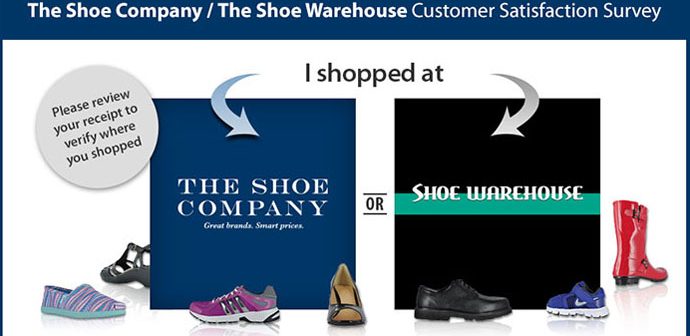 The Shoe Company / The Shoe Warehouse Customer Satisfaction Survey
I shopped at
Please review
your receipt to
verify where
you shopped
THE SHOE
COMPANY
Great brands. Smart prices.
OR
SHOE WAREHOUSE